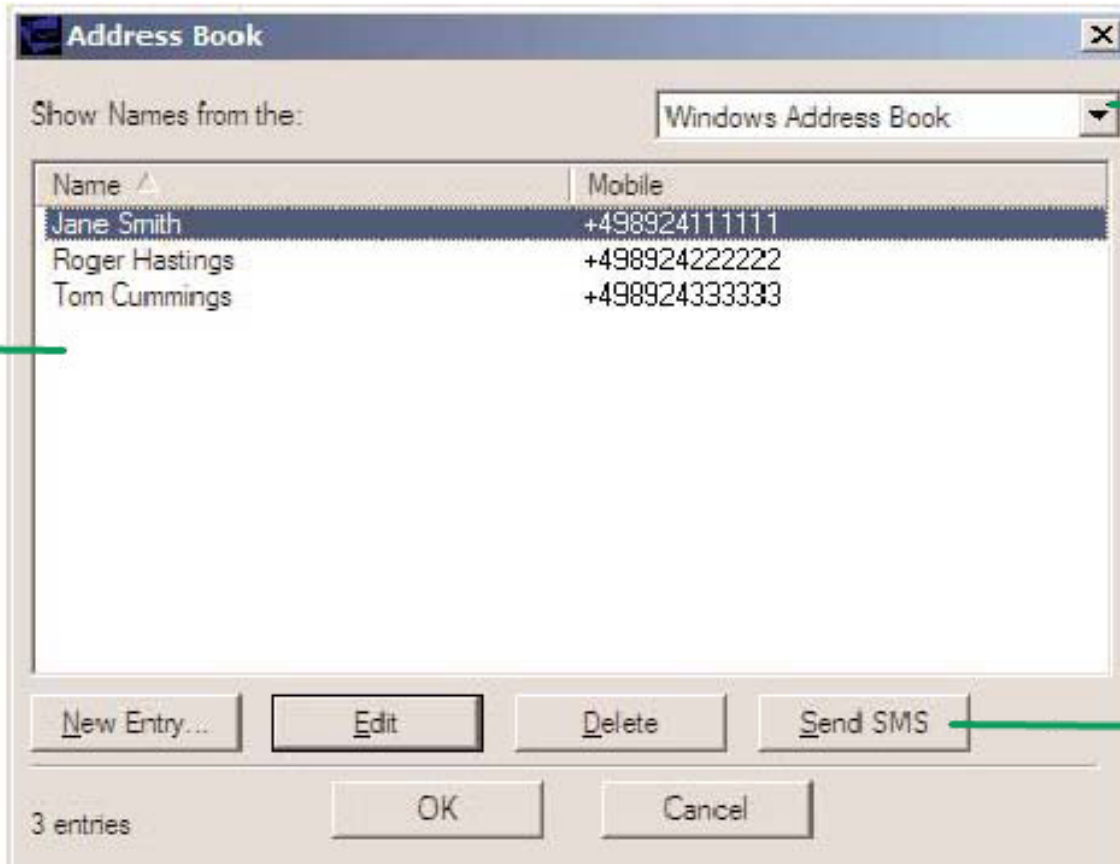 Address Book
Show Names from the: Windows Address Book
Name Mobile
Jane Smith +498924111111
Roger Hastings +498924222222
Tom Cummings +498924333333
New Entry... Edit Delete Send SMS
3 entries OK Cancel